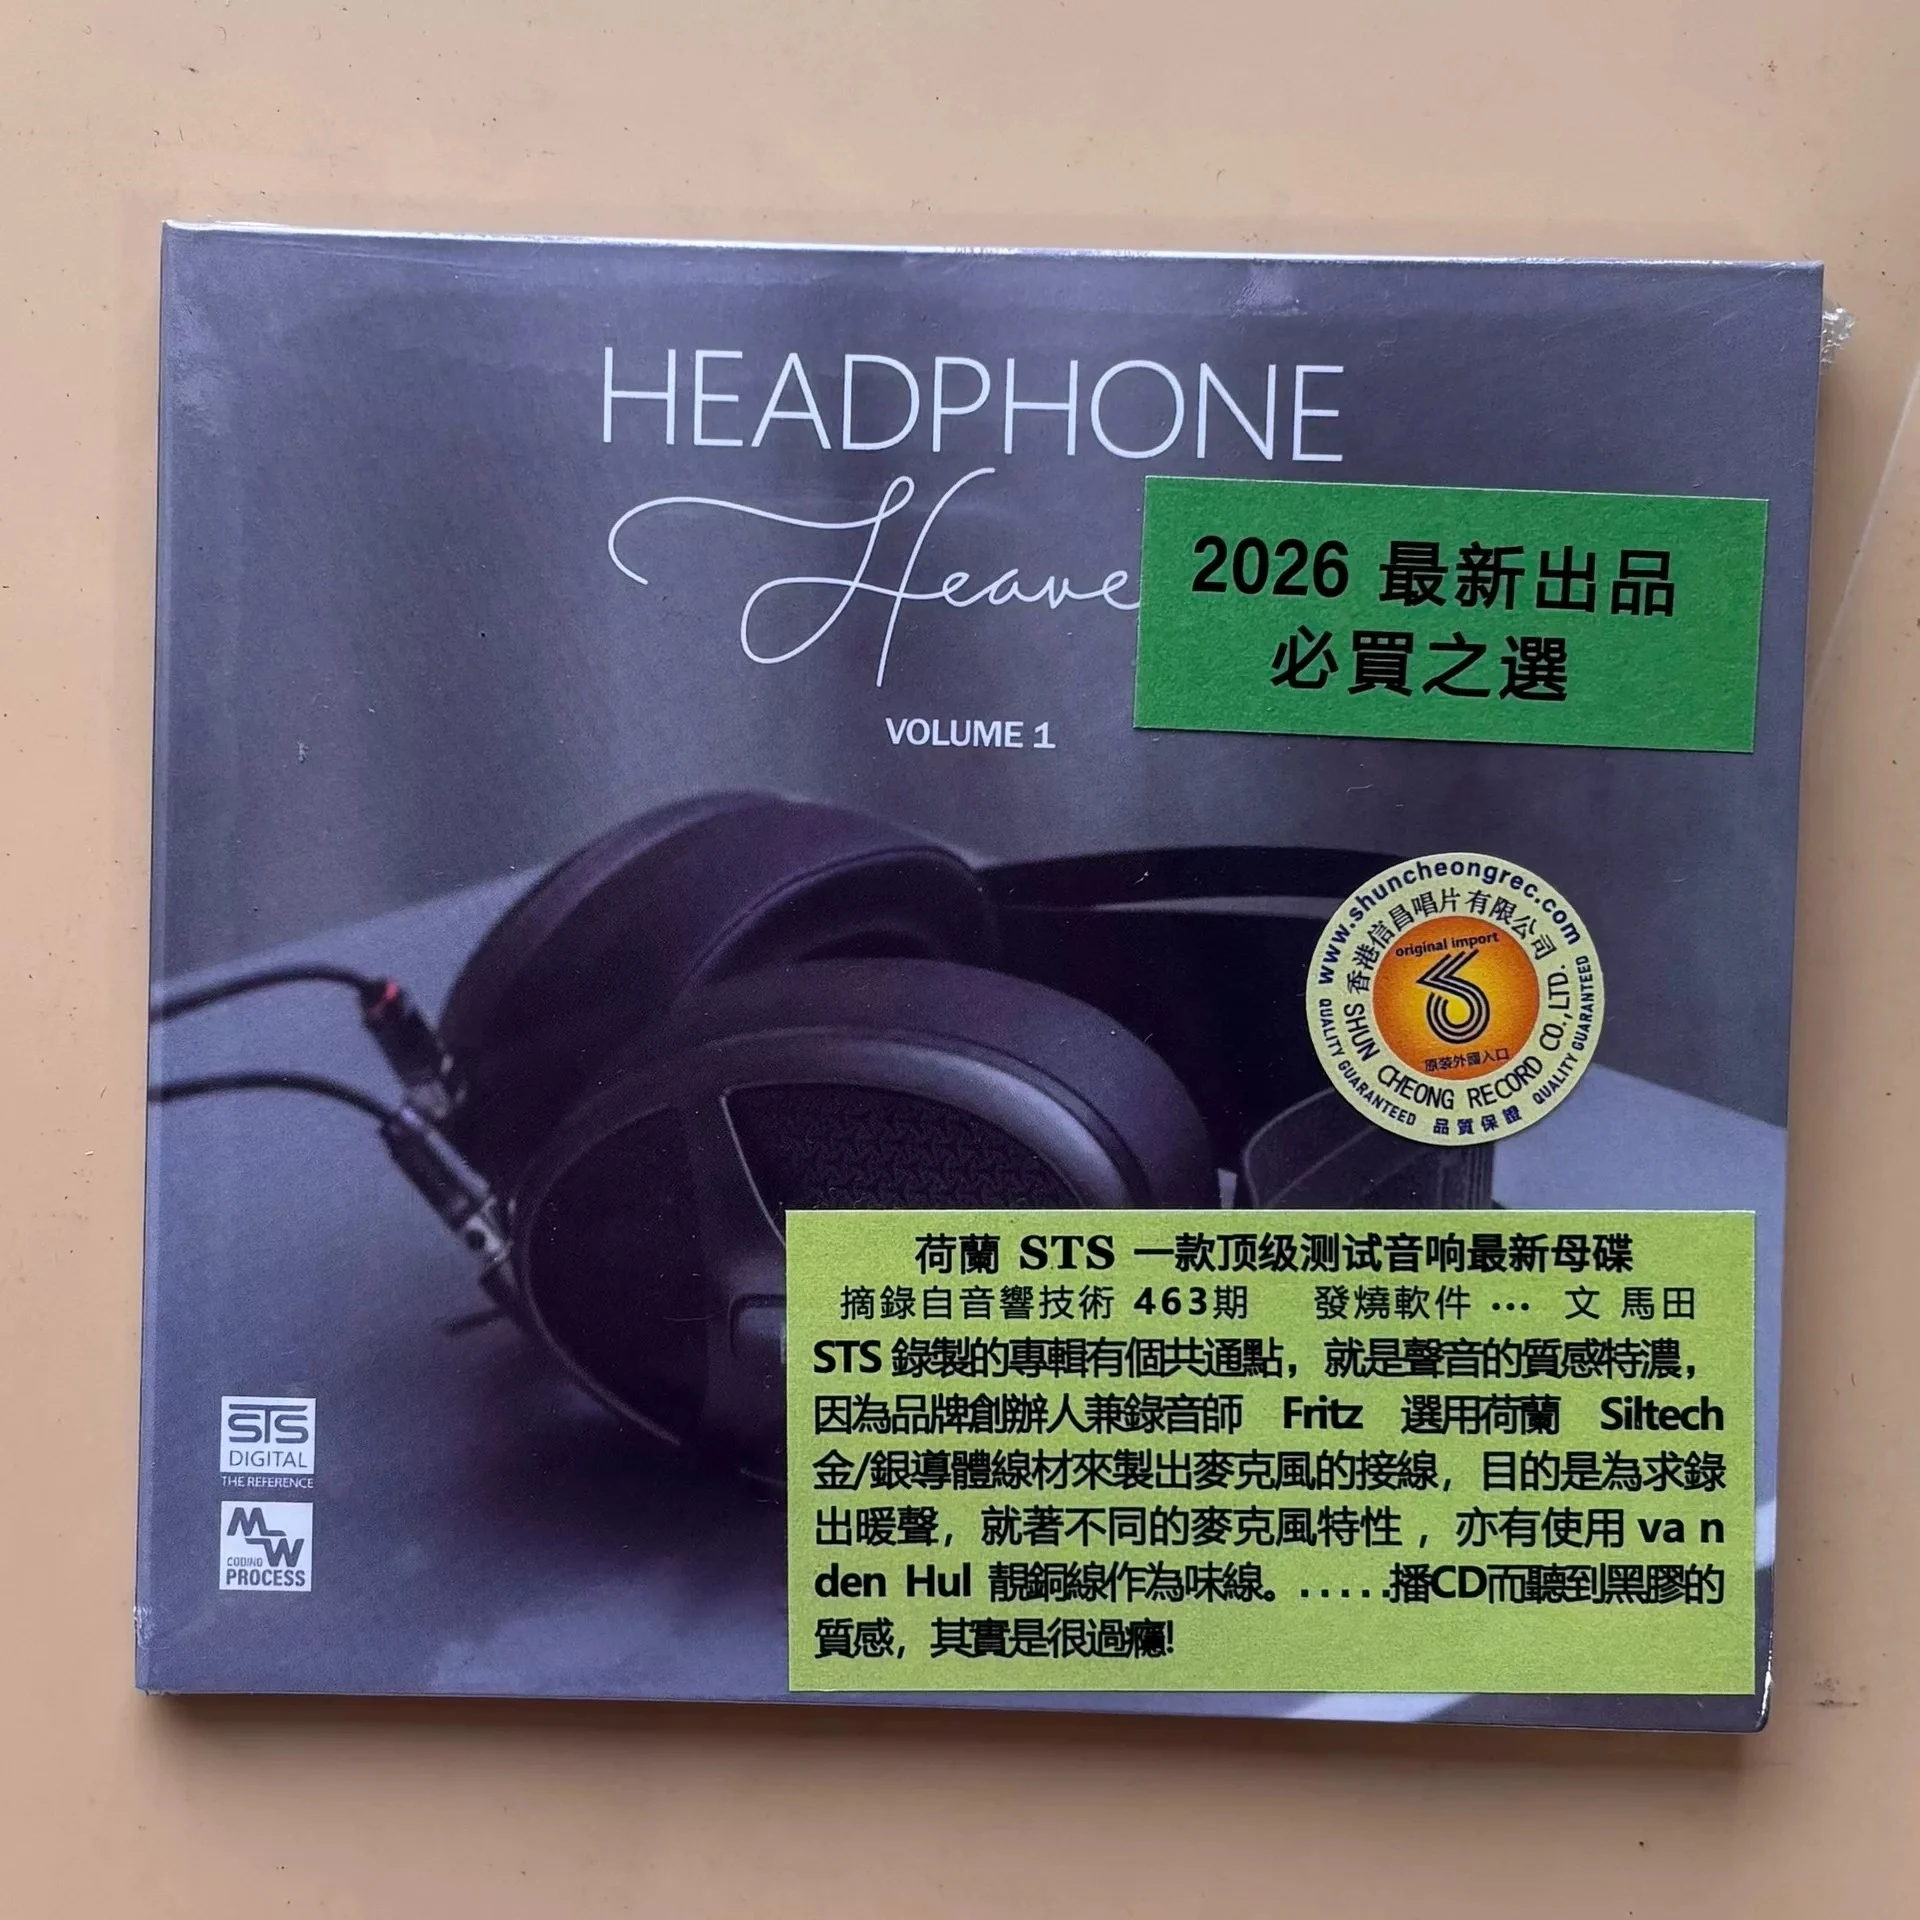 HEADPHONE
Heave
VOLUME 1
2026 最新出品
必買之選
www.shuncheongrec.com
香港信昌唱片有限公司
original import
原裝外國入口
SHUN CHEONG RECORD CO.,LTD.
QUALITY GUARANTEED 品質保證 QUALITY GUARANTEED
荷蘭 STS 一款顶级测试音响最新母碟
摘錄自音響技術 463期 發燒軟件 … 文 馬田
STS 錄製的專輯有個共通點，就是聲音的質感特濃，
因為品牌創辦人兼錄音師 Fritz 選用荷蘭 Siltech
金/銀導體線材來製出麥克風的接線，目的是為求錄
出暖聲，就著不同的麥克風特性，亦有使用 va n
den Hul 靚銅線作為味線。.....播CD而聽到黑膠的
質感，其實是很過癮!
STS
DIGITAL
THE REFERENCE
MW
CODING
PROCESS